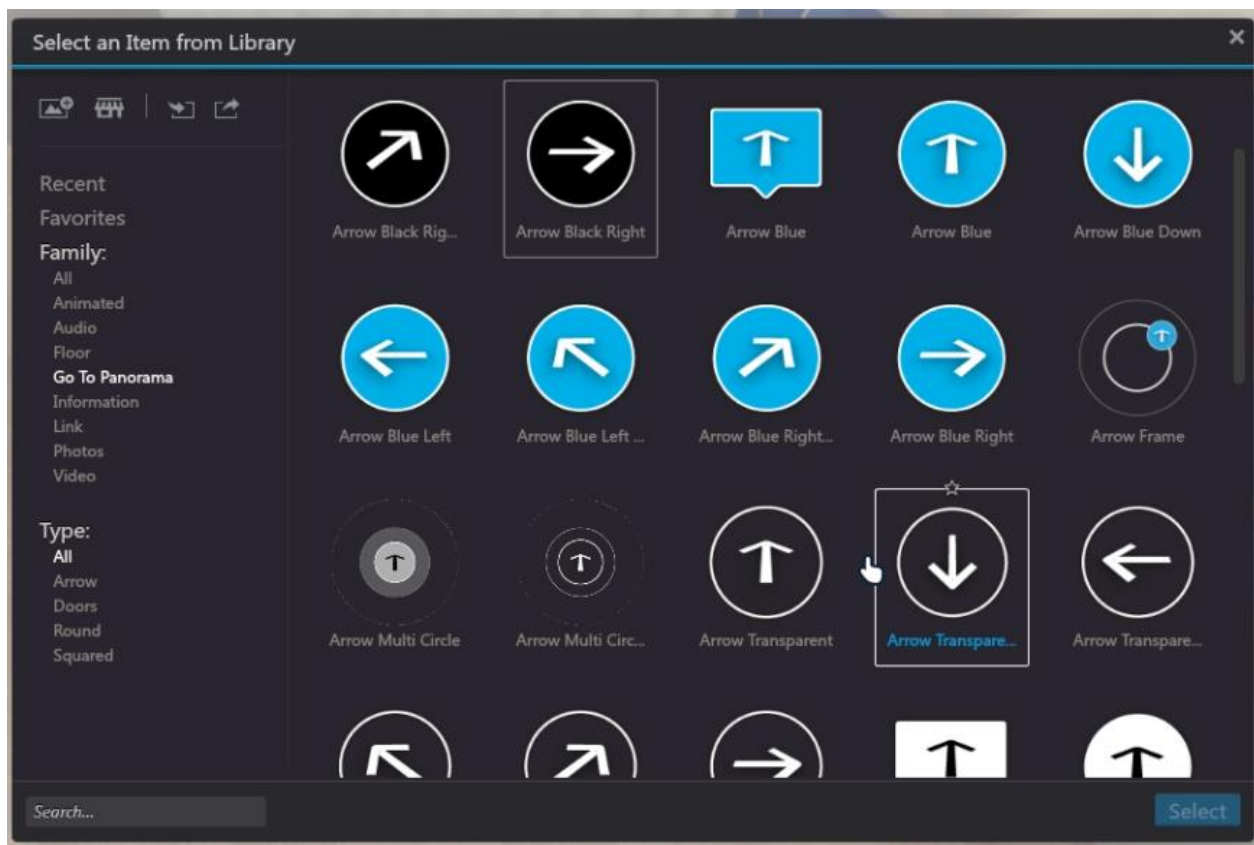 Select an Item from Library
Recent
Favorites
Family:
All
Animated
Audio
Floor
Go To Panorama
Information
Link
Photos
Video
Type:
All
Arrow
Doors
Round
Squared
Arrow Black Rig...
Arrow Black Right
Arrow Blue
Arrow Blue
Arrow Blue Down
Arrow Blue Left
Arrow Blue Left ...
Arrow Blue Right...
Arrow Blue Right
Arrow Frame
Arrow Multi Circle
Arrow Multi Circ...
Arrow Transparent
Arrow Transpare...
Arrow Transpare...
Search...
Select